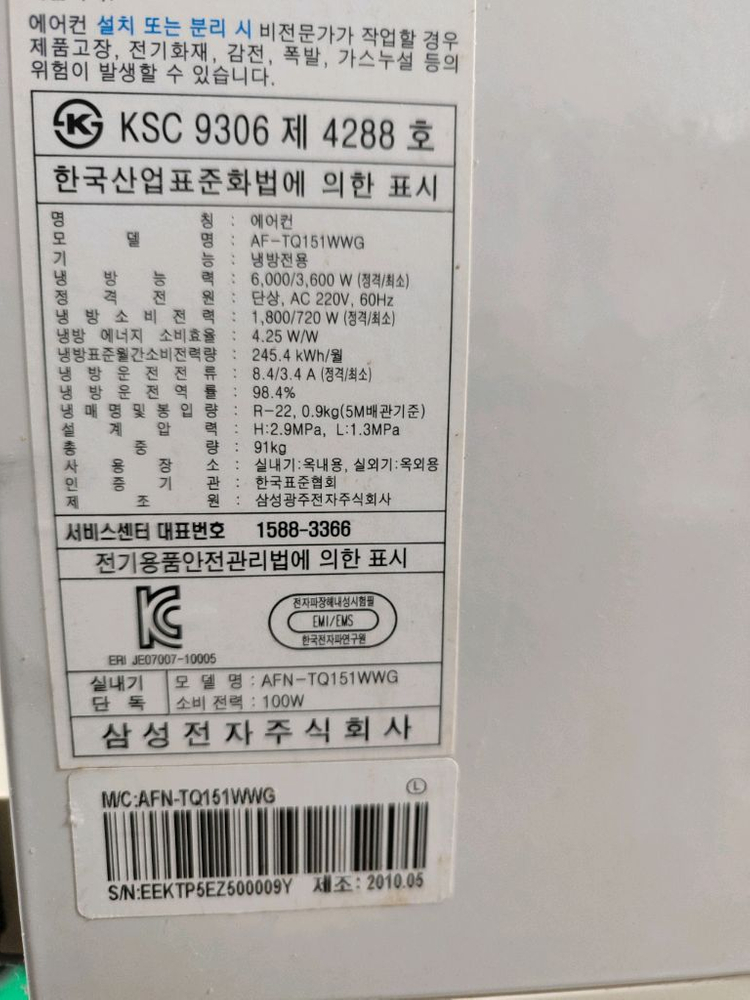 에어컨 설치 또는 분리 시 비전문가가 작업할 경우
제품고장, 전기화재, 감전, 폭발, 가스누설 등의
위험이 발생할 수 있습니다.
KSC 9306 제 4288 호
한국산업표준화법에 의한 표시
명 칭 : 에어컨
모 델 명 : AF-TQ151WWG
기 능 : 냉방전용
냉 방 능 력 : 6,000/3,600 W (정격/최소)
정 격 전 원 : 단상, AC 220V, 60Hz
냉 방 소 비 전 력 : 1,800/720 W (정격/최소)
냉방 에너지 소비효율 : 4.25 W/W
냉방표준월간소비전력량 : 245.4 kWh/월
냉 방 운 전 전 류 : 8.4/3.4 A (정격/최소)
냉 방 운 전 역 률 : 98.4%
냉 매 명 및 봉 입 량 : R-22, 0.9kg(5M배관기준)
설 계 압 력 : H:2.9MPa, L:1.3MPa
총 중 량 : 91kg
사 용 장 소 : 실내기:옥내용, 실외기:옥외용
인 증 기 관 : 한국표준협회
제 조 원 : 삼성광주전자주식회사
서비스센터 대표번호 1588-3366
전기용품안전관리법에 의한 표시
전자파장해내성시험필
EMI/EMS
한국전자파연구원
ERI JE07007-10005
실내기 모 델 명 : AFN-TQ151WWG
단 독 소비 전력 : 100W
삼성전자주식회사
M/C:AFN-TQ151WWG Ⓛ
S/N:EEKTP5EZ500009Y 제조: 2010.05